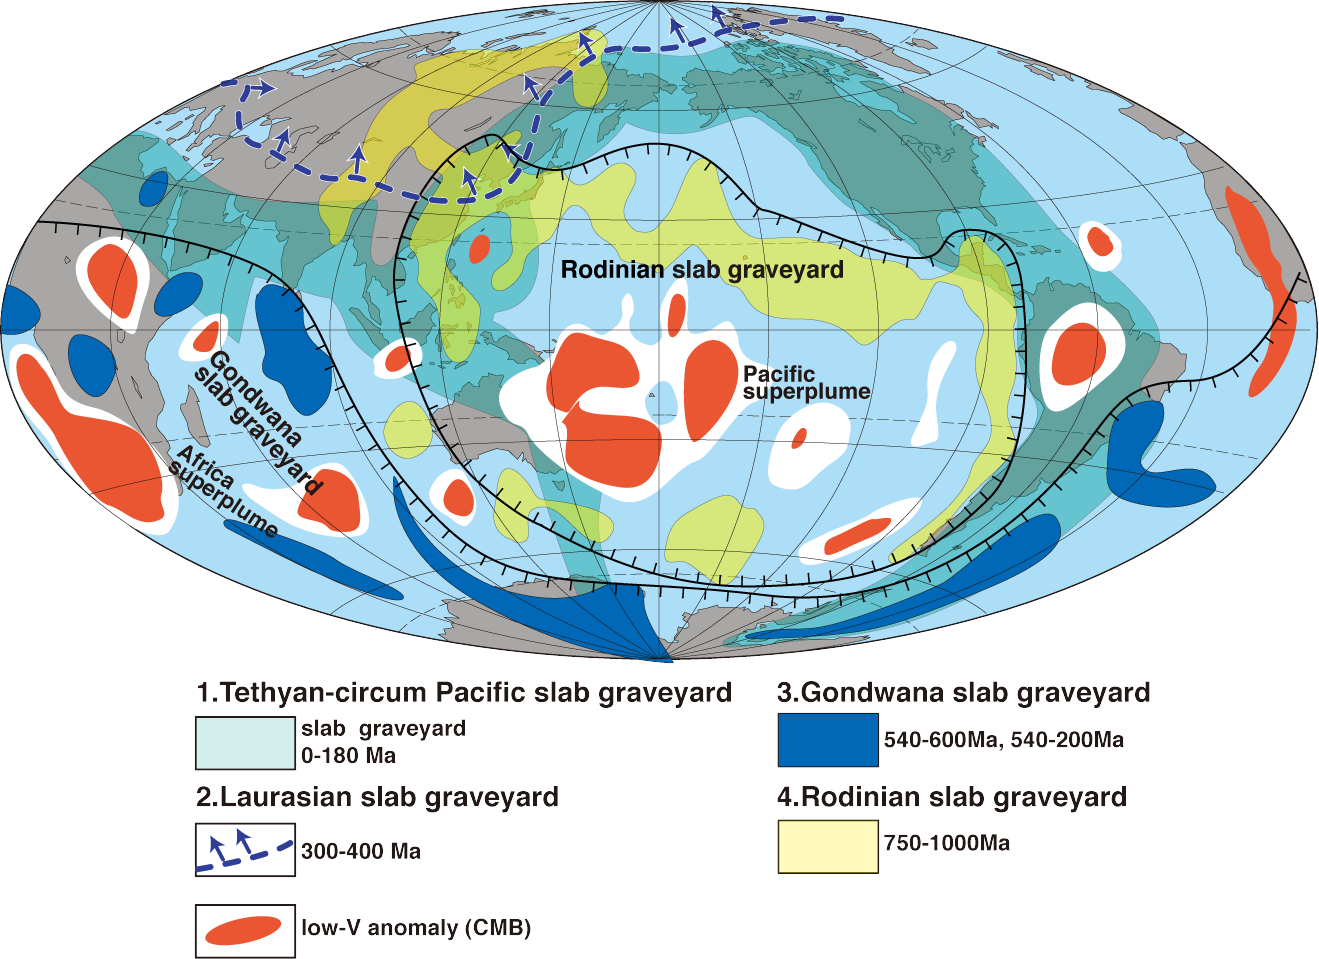 Rodinian slab graveyard
Pacific
superplume
Gondwana
slab graveyard
Africa
superplume
1.Tethyan-circum Pacific slab graveyard
slab graveyard
0-180 Ma
2.Laurasian slab graveyard
300-400 Ma
low-V anomaly (CMB)
3.Gondwana slab graveyard
540-600Ma, 540-200Ma
4.Rodinian slab graveyard
750-1000Ma